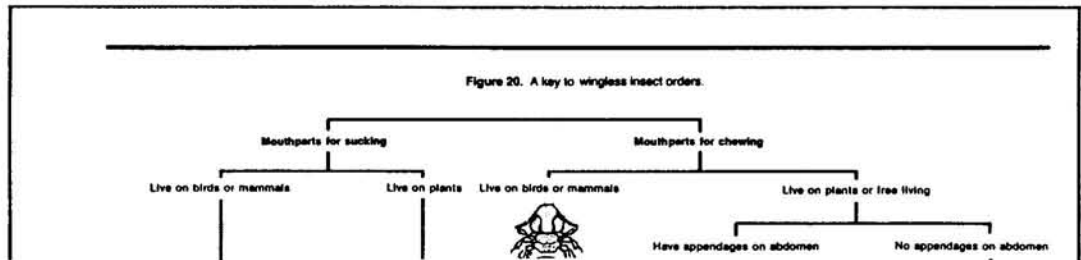 Figure 20. A key to wingless insect orders.
Mouthparts for sucking Mouthparts for chewing
Live on birds or mammals Live on plants Live on birds or mammals Live on plants or free living
Have appendages on abdomen No appendages on abdomen